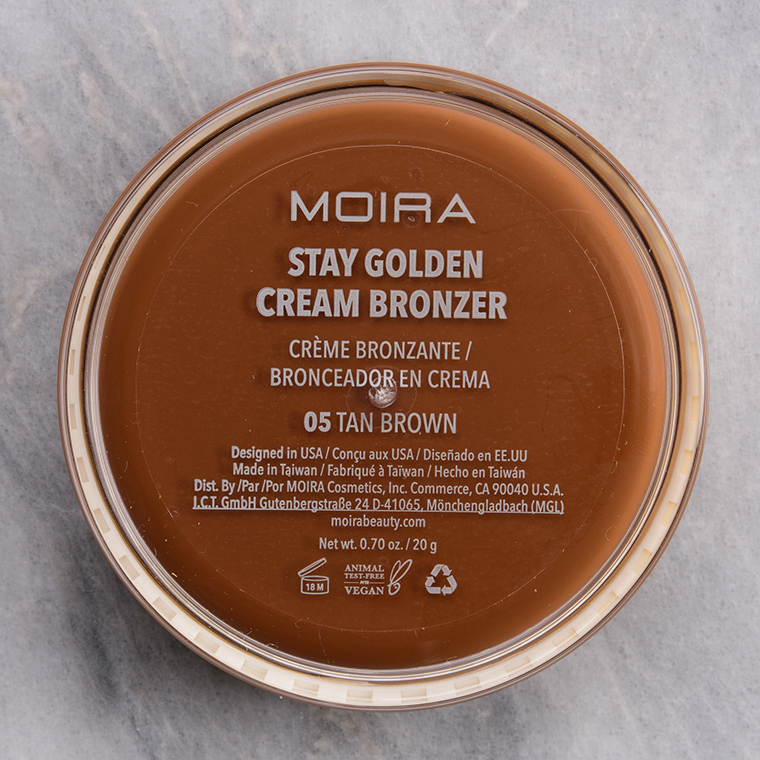 MOIRA
STAY GOLDEN
CREAM BRONZER
CRÈME BRONZANTE /
BRONCEADOR EN CREMA
05 TAN BROWN
Designed in USA / Conçu aux USA / Diseñado en EE.UU
Made in Taiwan / Fabriqué à Taïwan / Hecho en Taiwán
Dist. By /Par /Por MOIRA Cosmetics, Inc. Commerce, CA 90040 U.S.A.
I.C.T. GmbH Gutenbergstraße 24 D-41065, Mönchengladbach (MGL)
moirabeauty.com
Net wt. 0.70 oz. / 20 g
18 M
ANIMAL
TEST-FREE
VEGAN